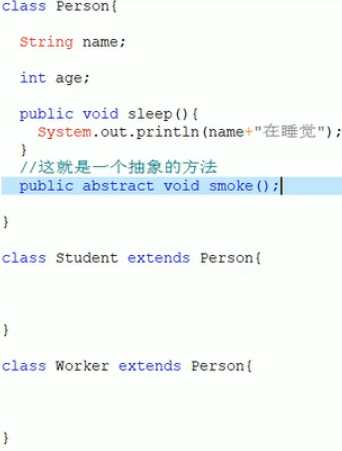 class Person{
String name;
int age;
public void sleep(){
System.out.println(name+"在睡觉");
}
//这就是一个抽象的方法
public abstract void smoke();
}
class Student extends Person{
}
class Worker extends Person{
}